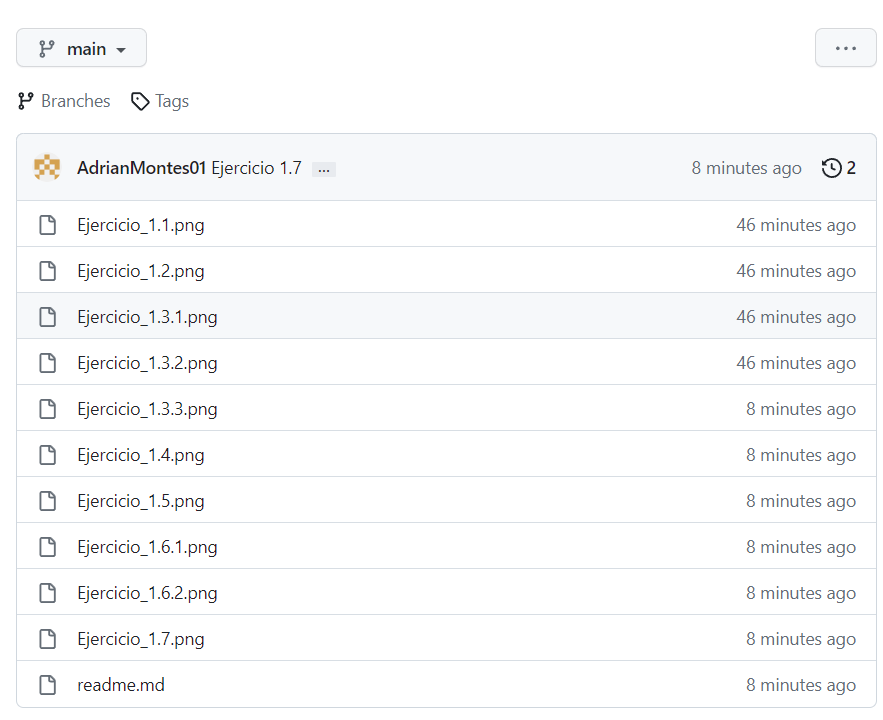 main
...
Branches Tags
AdrianMontes01 Ejercicio 1.7 ... 8 minutes ago 2
Ejercicio_1.1.png 46 minutes ago
Ejercicio_1.2.png 46 minutes ago
Ejercicio_1.3.1.png 46 minutes ago
Ejercicio_1.3.2.png 46 minutes ago
Ejercicio_1.3.3.png 8 minutes ago
Ejercicio_1.4.png 8 minutes ago
Ejercicio_1.5.png 8 minutes ago
Ejercicio_1.6.1.png 8 minutes ago
Ejercicio_1.6.2.png 8 minutes ago
Ejercicio_1.7.png 8 minutes ago
readme.md 8 minutes ago